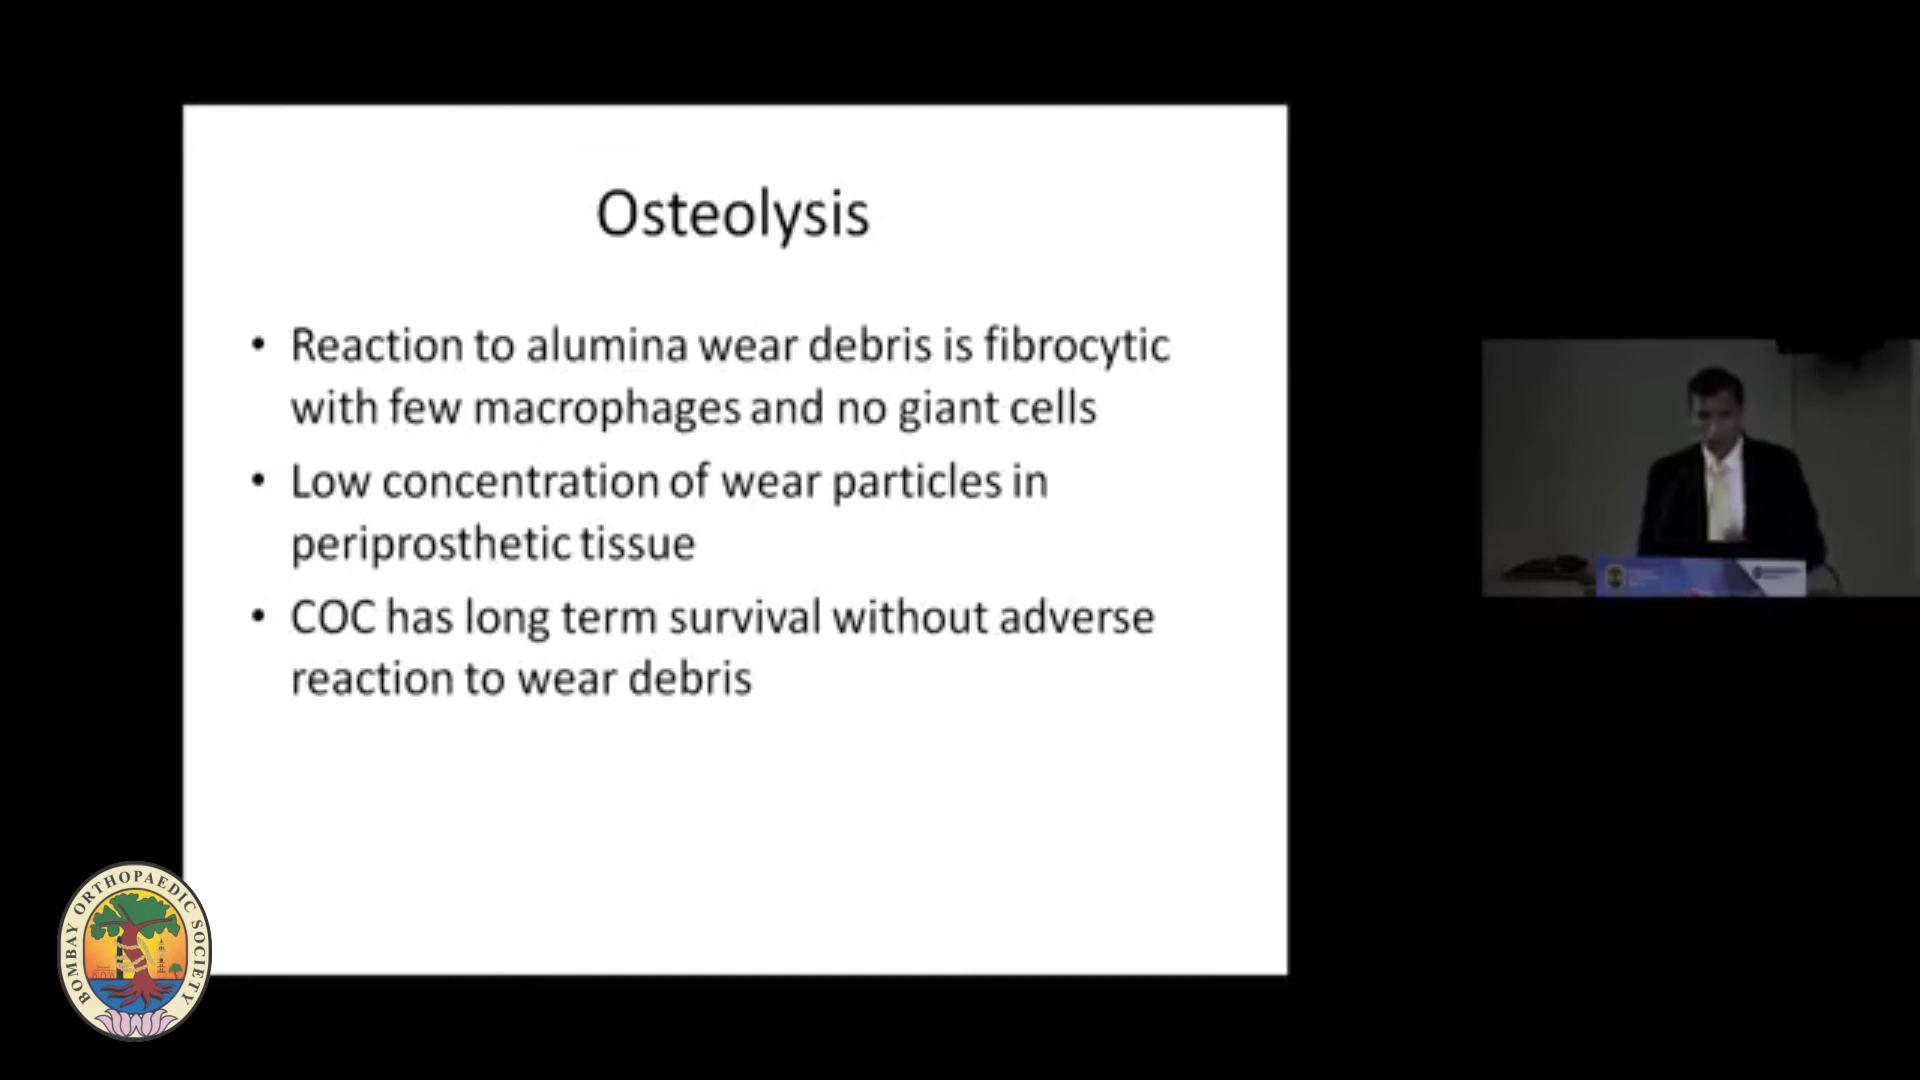 Osteolysis
• Reaction to alumina wear debris is fibrocytic
with few macrophages and no giant cells
• Low concentration of wear particles in
periprosthetic tissue
• COC has long term survival without adverse
reaction to wear debris
BOMBAY ORTHOPAEDIC SOCIETY